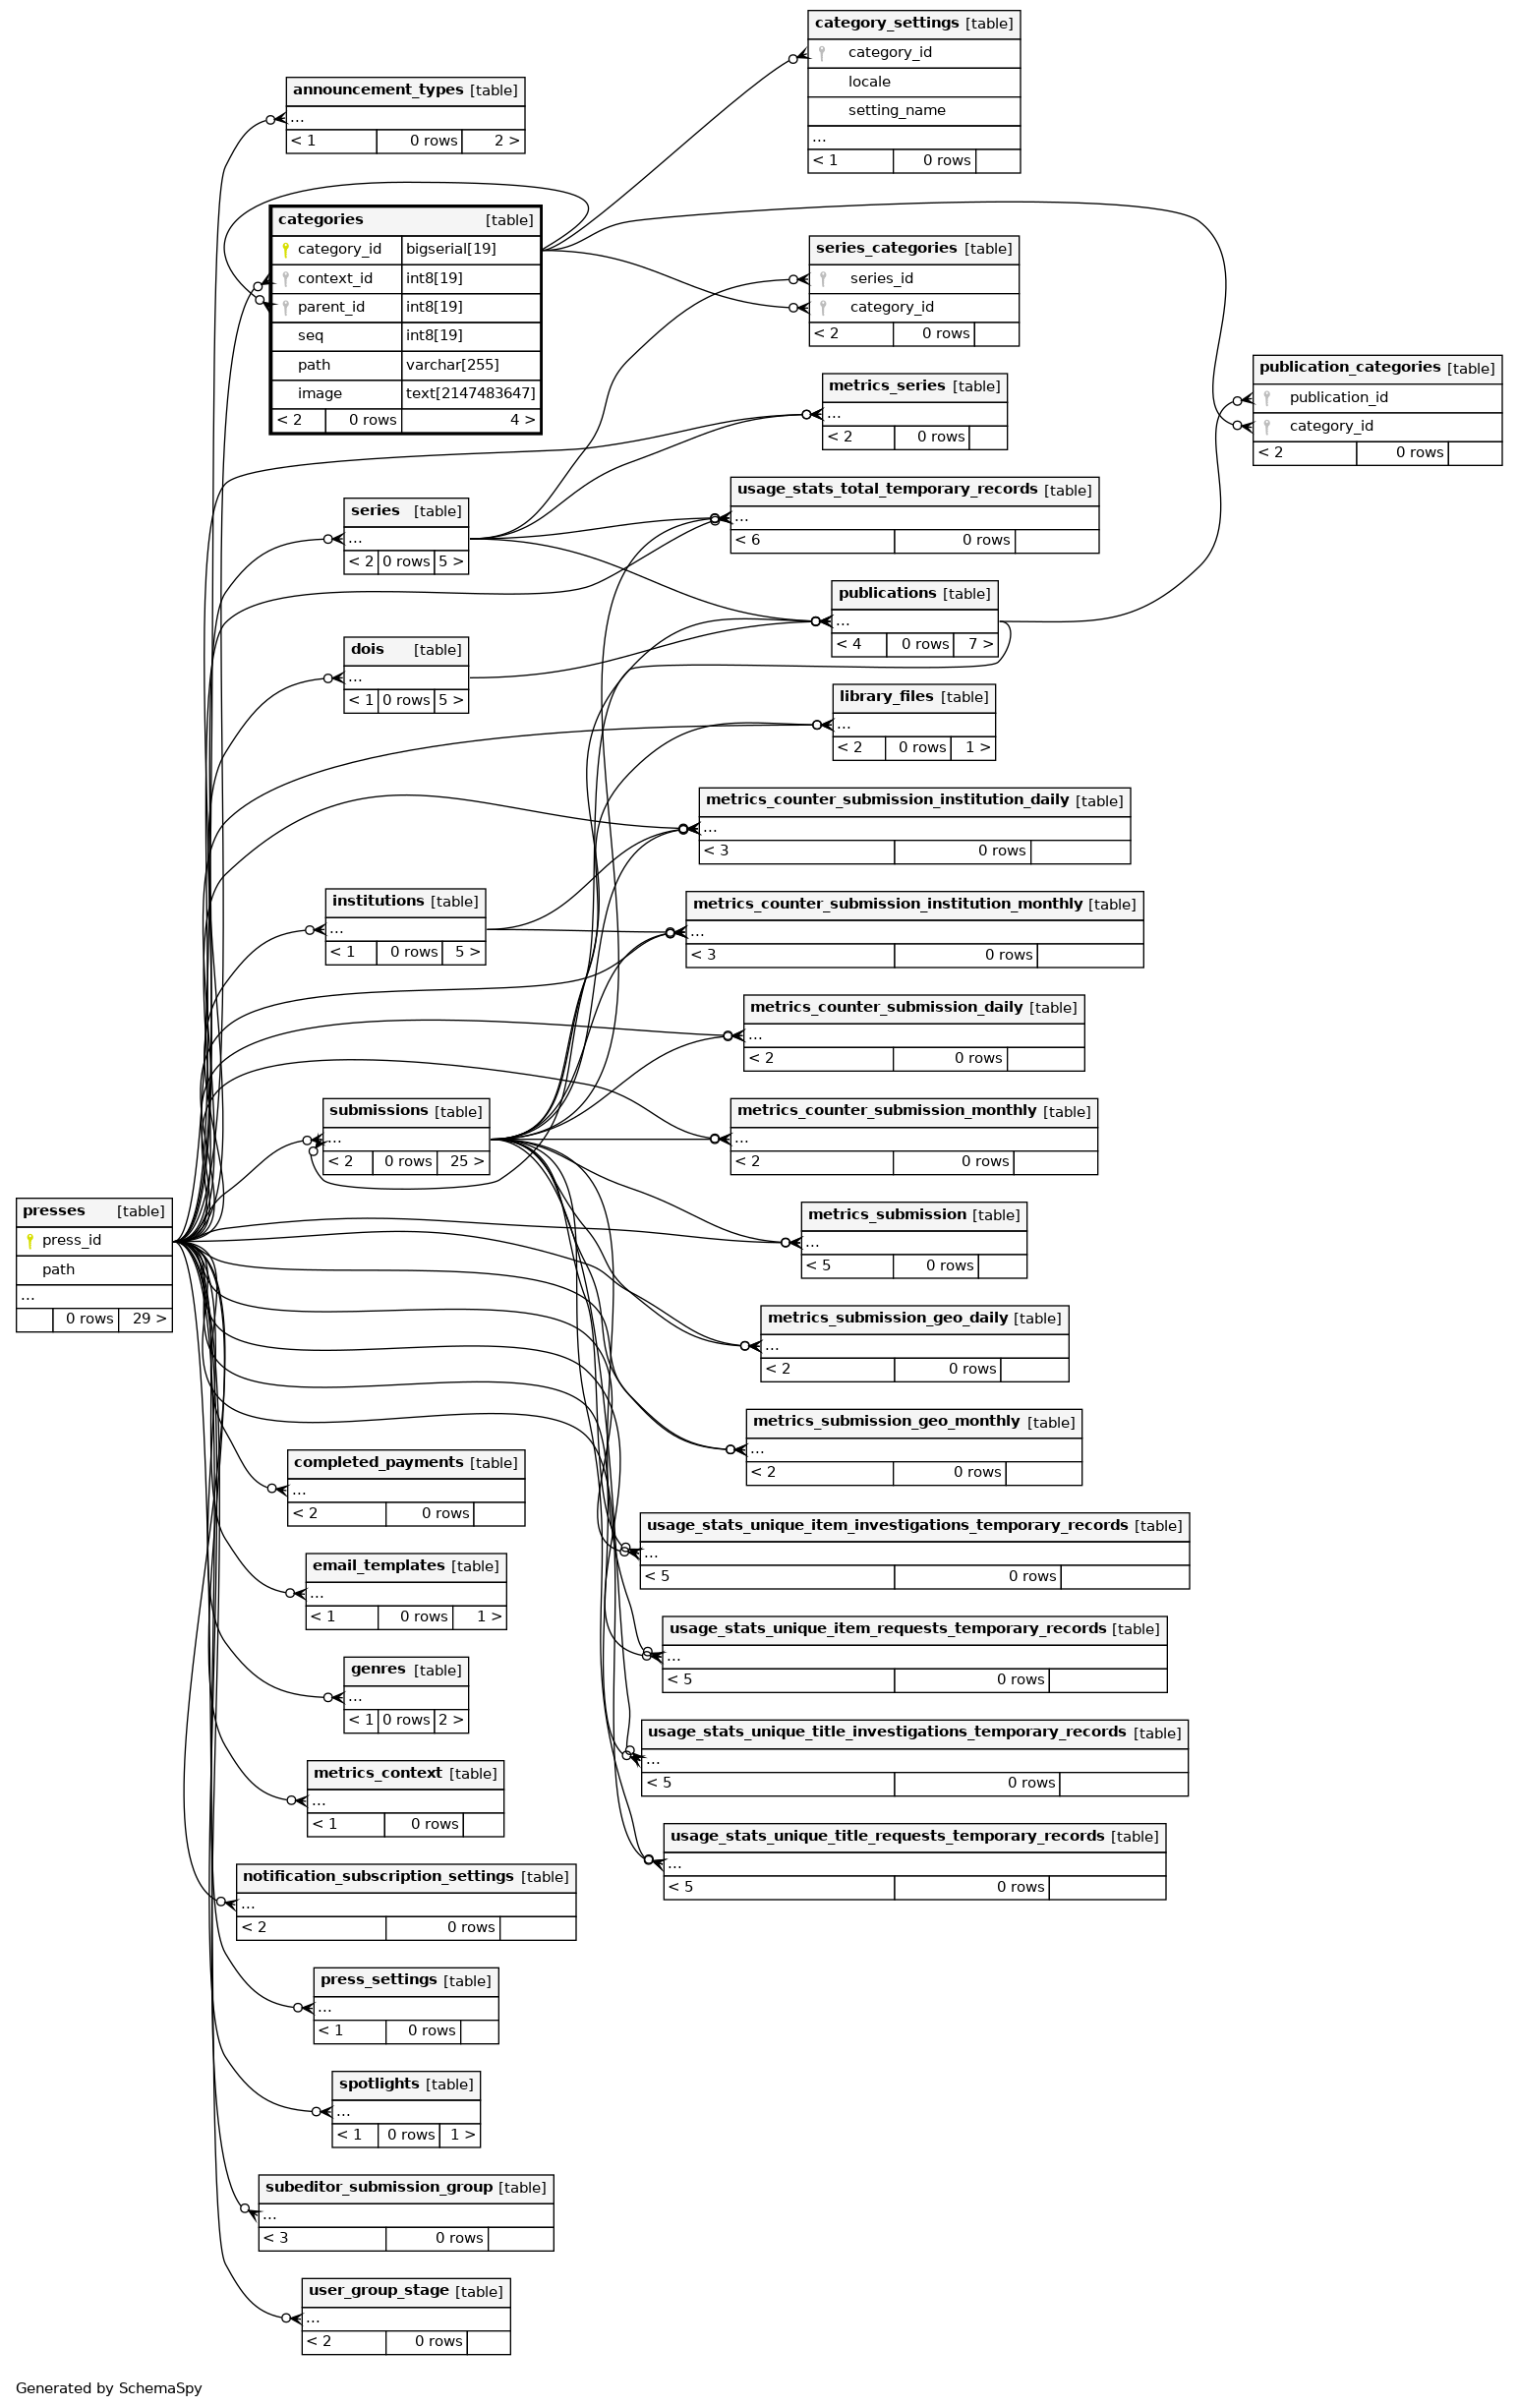 category_settings [table]
category_id
locale
setting_name
...
< 1 0 rows
announcement_types [table]
...
< 1 0 rows 2 >
categories [table]
category_id bigserial[19]
context_id int8[19]
parent_id int8[19]
seq int8[19]
path varchar[255]
image text[2147483647]
< 2 0 rows 4 >
series_categories [table]
series_id
category_id
< 2 0 rows
publication_categories [table]
publication_id
category_id
< 2 0 rows
metrics_series [table]
...
< 2 0 rows
usage_stats_total_temporary_records [table]
...
< 6 0 rows
series [table]
...
< 2 0 rows 5 >
publications [table]
...
< 4 0 rows 7 >
dois [table]
...
< 1 0 rows 5 >
library_files [table]
...
< 2 0 rows 1 >
metrics_counter_submission_institution_daily [table]
...
< 3 0 rows
institutions [table]
...
< 1 0 rows 5 >
metrics_counter_submission_institution_monthly [table]
...
< 3 0 rows
metrics_counter_submission_daily [table]
...
< 2 0 rows
submissions [table]
...
< 2 0 rows 25 >
metrics_counter_submission_monthly [table]
...
< 2 0 rows
presses [table]
press_id
path
...
0 rows 29 >
metrics_submission [table]
...
< 5 0 rows
metrics_submission_geo_daily [table]
...
< 2 0 rows
metrics_submission_geo_monthly [table]
...
< 2 0 rows
completed_payments [table]
...
< 2 0 rows
usage_stats_unique_item_investigations_temporary_records [table]
...
< 5 0 rows
email_templates [table]
...
< 1 0 rows 1 >
usage_stats_unique_item_requests_temporary_records [table]
...
< 5 0 rows
genres [table]
...
< 1 0 rows 2 >
usage_stats_unique_title_investigations_temporary_records [table]
...
< 5 0 rows
metrics_context [table]
...
< 1 0 rows
usage_stats_unique_title_requests_temporary_records [table]
...
< 5 0 rows
notification_subscription_settings [table]
...
< 2 0 rows
press_settings [table]
...
< 1 0 rows
spotlights [table]
...
< 1 0 rows 1 >
subeditor_submission_group [table]
...
< 3 0 rows
user_group_stage [table]
...
< 2 0 rows
Generated by SchemaSpy